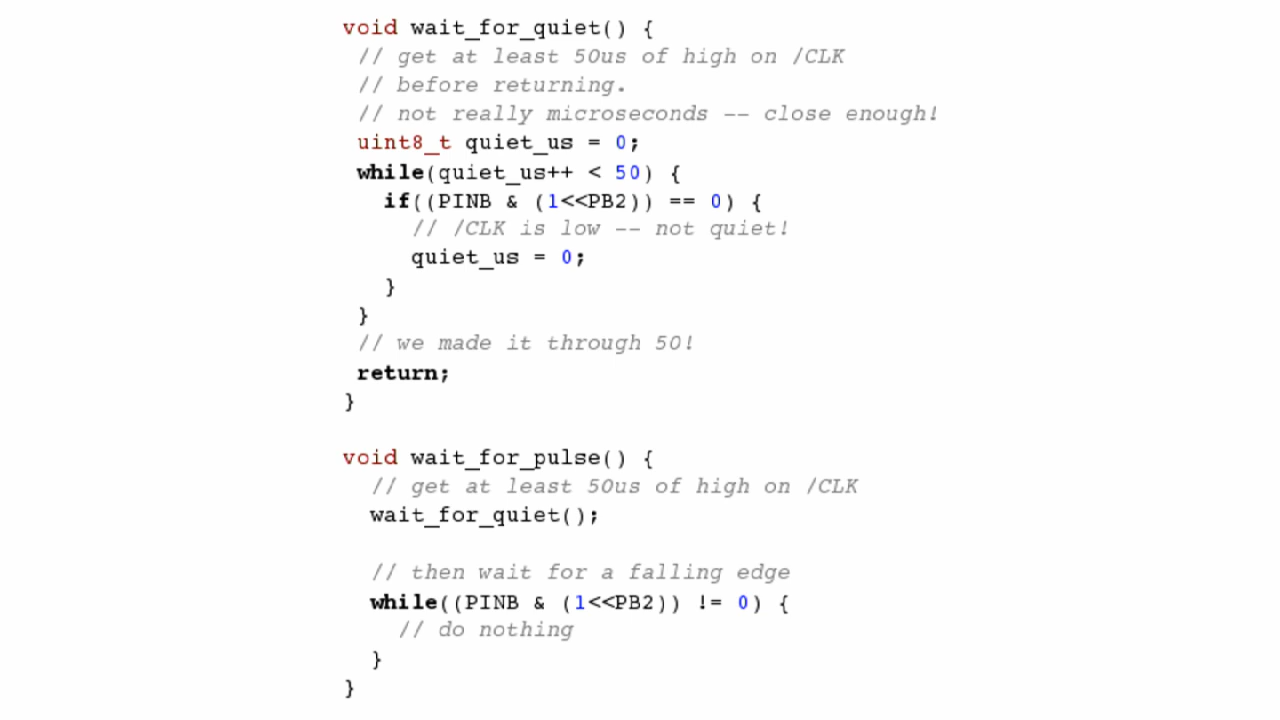 void wait_for_quiet() {
// get at least 50us of high on /CLK
// before returning.
// not really microseconds -- close enough!
uint8_t quiet_us = 0;
while(quiet_us++ < 50) {
if((PINB & (1<<PB2)) == 0) {
// /CLK is low -- not quiet!
quiet_us = 0;
}
}
// we made it through 50!
return;
}
void wait_for_pulse() {
// get at least 50us of high on /CLK
wait_for_quiet();
// then wait for a falling edge
while((PINB & (1<<PB2)) != 0) {
// do nothing
}
}